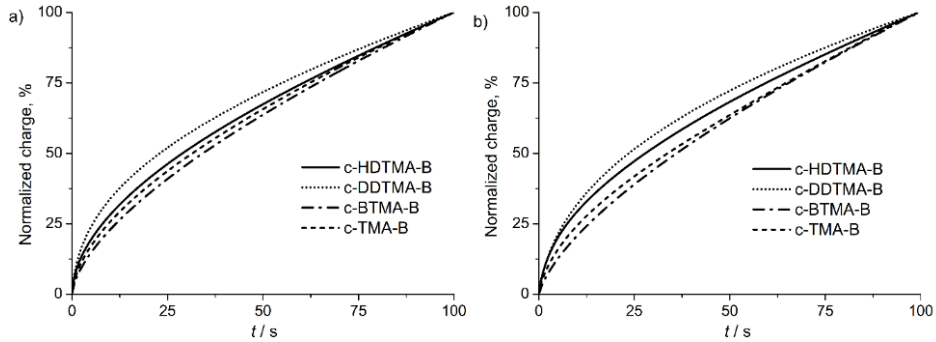 a)
Normalized charge, %
100
75
50
25
0
c-HDTMA-B
c-DDTMA-B
c-BTMA-B
c-TMA-B
0 25 50 75 100
t / s
b)
Normalized charge, %
100
75
50
25
0
c-HDTMA-B
c-DDTMA-B
c-BTMA-B
c-TMA-B
0 25 50 75 100
t / s